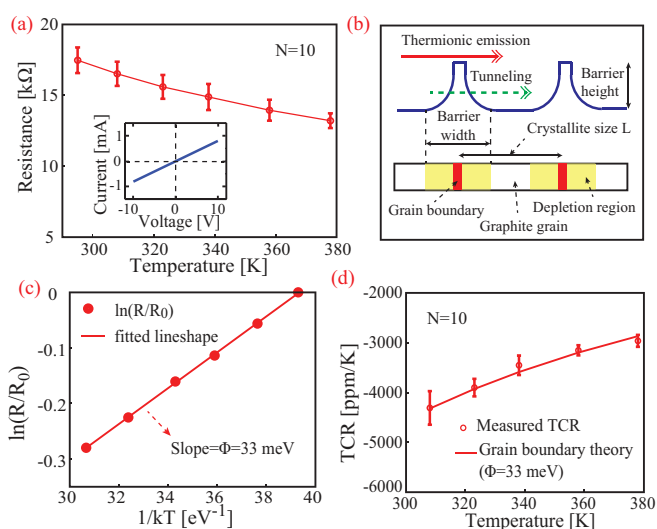 (a)
20
15
10
5
Resistance [kΩ]
N=10
Current [mA]
1
0
-1
-10
0
10
Voltage [V]
300
320
340
360
380
Temperature [K]
(b)
Thermionic emission
Tunneling
Barrier
height
Barrier
width
Crystallite size L
Grain boundary
Graphite grain
Depletion region
(c)
0
-0.1
-0.2
-0.3
ln(R/R₀)
ln(R/R₀)
fitted lineshape
Slope=Φ=33 meV
30
32
34
36
38
40
1/kT [eV⁻¹]
(d)
-2000
-3000
-4000
-5000
-6000
TCR [ppm/K]
N=10
Measured TCR
Grain boundary theory
(Φ=33 meV)
300
320
340
360
380
Temperature [K]